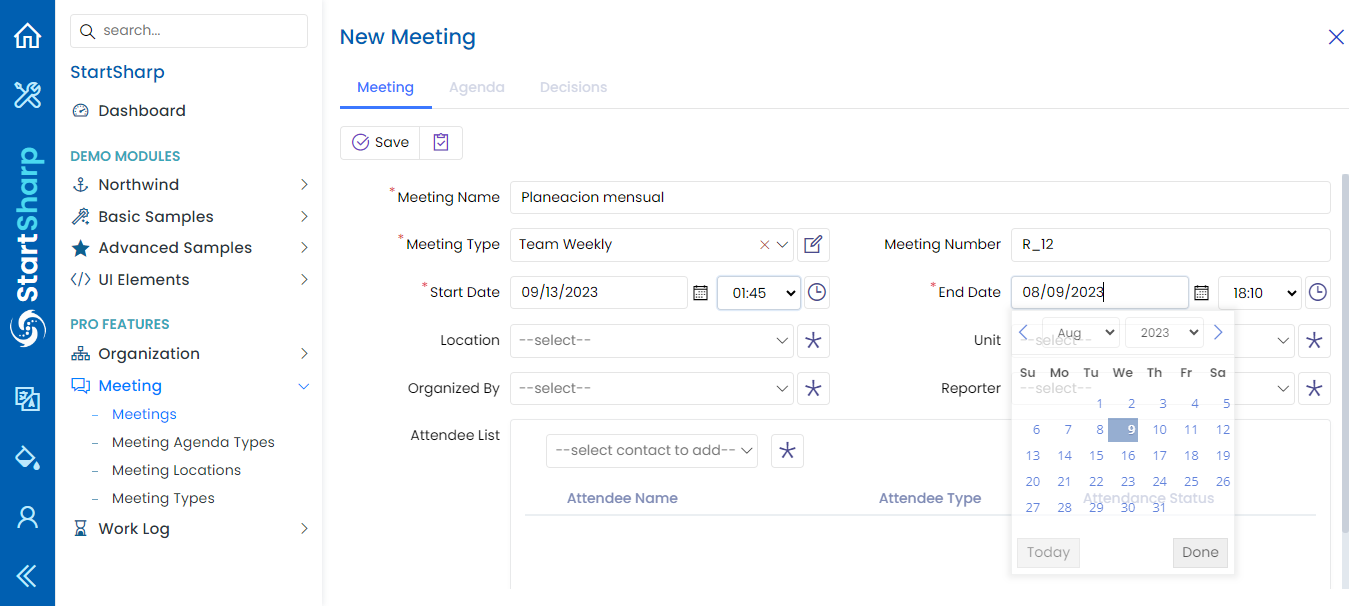 search...
StartSharp
Dashboard
DEMO MODULES
Northwind
Basic Samples
Advanced Samples
UI Elements
PRO FEATURES
Organization
Meeting
Meetings
Meeting Agenda Types
Meeting Locations
Meeting Types
Work Log
StartSharp
New Meeting
Meeting Agenda Decisions
Save
*Meeting Name Planeacion mensual
*Meeting Type Team Weekly Meeting Number R_12
*Start Date 09/13/2023 01:45 *End Date 08/09/2023 18:10
Location --select-- Unit --select--
Organized By --select-- Reporter --select--
Attendee List
--select contact to add--
Attendee Name Attendee Type Attendance Status
Aug 2023
Su Mo Tu We Th Fr Sa
1 2 3 4 5
6 7 8 9 10 11 12
13 14 15 16 17 18 19
20 21 22 23 24 25 26
27 28 29 30 31
Today Done